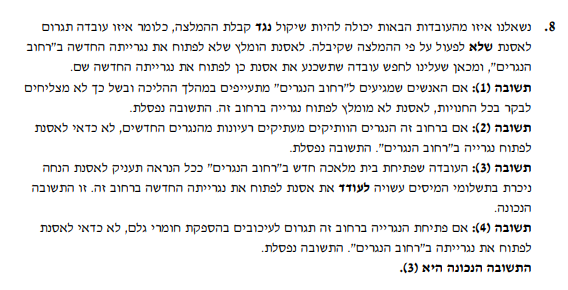 8. נשאלנו איזו מהעובדות הבאות יכולה להיות שיקול נגד קבלת ההמלצה, כלומר איזו עובדה תגרום
לאסנת שלא לפעול על פי ההמלצה שקיבלה. לאסנת הומלץ שלא לפתוח את נגרייתה החדשה ב"רחוב
הנגרים", ומכאן שעלינו לחפש עובדה שתשכנע את אסנת כן לפתוח את נגרייתה החדשה שם.
תשובה (1): אם האנשים שמגיעים ל"רחוב הנגרים" מתעייפים במהלך ההליכה ובשל כך לא מצליחים
לבקר בכל החנויות, לאסנת לא מומלץ לפתוח נגרייה ברחוב זה. התשובה נפסלת.
תשובה (2): אם ברחוב זה הנגרים הוותיקים מעתיקים רעיונות מהנגרים החדשים, לא כדאי לאסנת
לפתוח נגרייה ב"רחוב הנגרים". התשובה נפסלת.
תשובה (3): העובדה שפתיחת בית מלאכה חדש ב"רחוב הנגרים" ככל הנראה תעניק לאסנת הנחה
ניכרת בתשלומי המיסים עשויה לעודד את אסנת לפתוח את נגרייתה החדשה ברחוב זה. זו התשובה
הנכונה.
תשובה (4): אם פתיחת הנגרייה ברחוב זה תגרום לעיכובים בהספקת חומרי גלם, לא כדאי לאסנת
לפתוח את נגרייתה ב"רחוב הנגרים". התשובה נפסלת.
התשובה הנכונה היא (3).